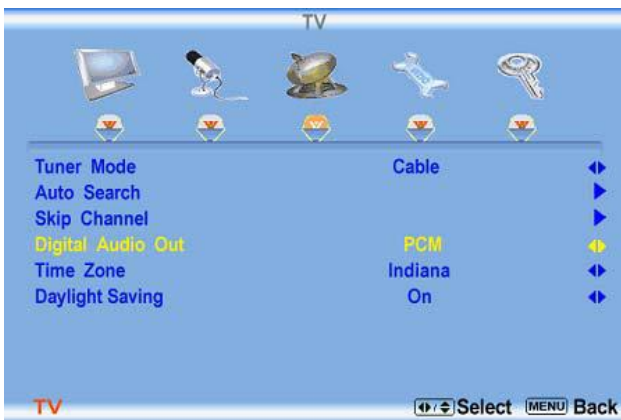 TV
Tuner Mode Cable
Auto Search
Skip Channel
Digital Audio Out PCM
Time Zone Indiana
Daylight Saving On
TV Select MENU Back